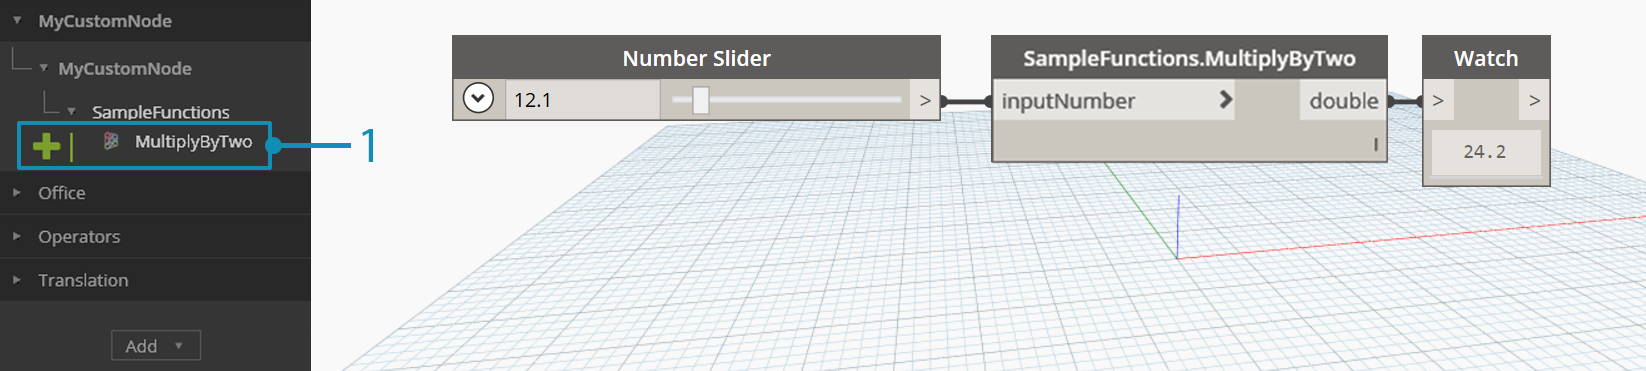 MyCustomNode
MyCustomNode
SampleFunctions
MultiplyByTwo
1
Office
Operators
Translation
Add
Number Slider
12.1
>
SampleFunctions.MultiplyByTwo
inputNumber
double
Watch
> >
24.2